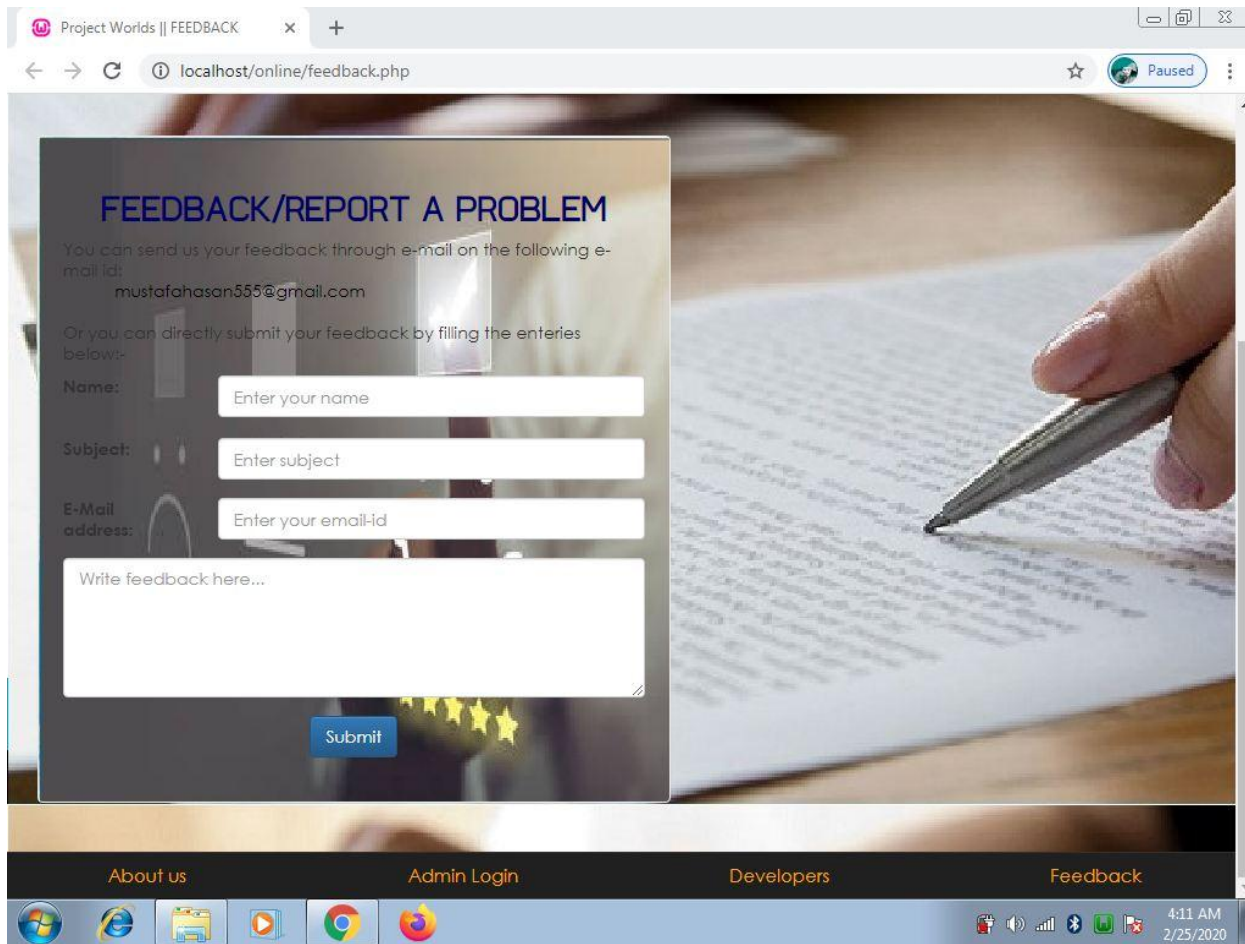 Project Worlds || FEEDBACK
localhost/online/feedback.php
Paused
FEEDBACK/REPORT A PROBLEM
You can send us your feedback through e-mail on the following e-
mail id:
mustafahasan555@gmail.com
Or you can directly submit your feedback by filling the enteries
below:-
Name:
Enter your name
Subject:
Enter subject
E-Mail
address:
Enter your email-id
Write feedback here...
Submit
About us
Admin Login
Developers
Feedback
4:11 AM
2/25/2020